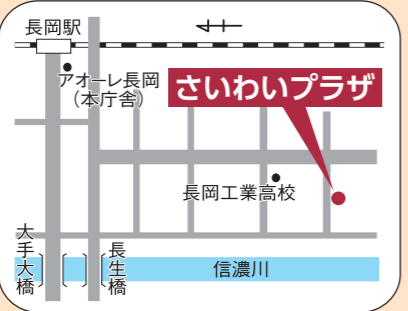 長岡駅
アオーレ長岡
（本庁舎）
さいわいプラザ
長岡工業高校
大手大橋
長生橋
信濃川